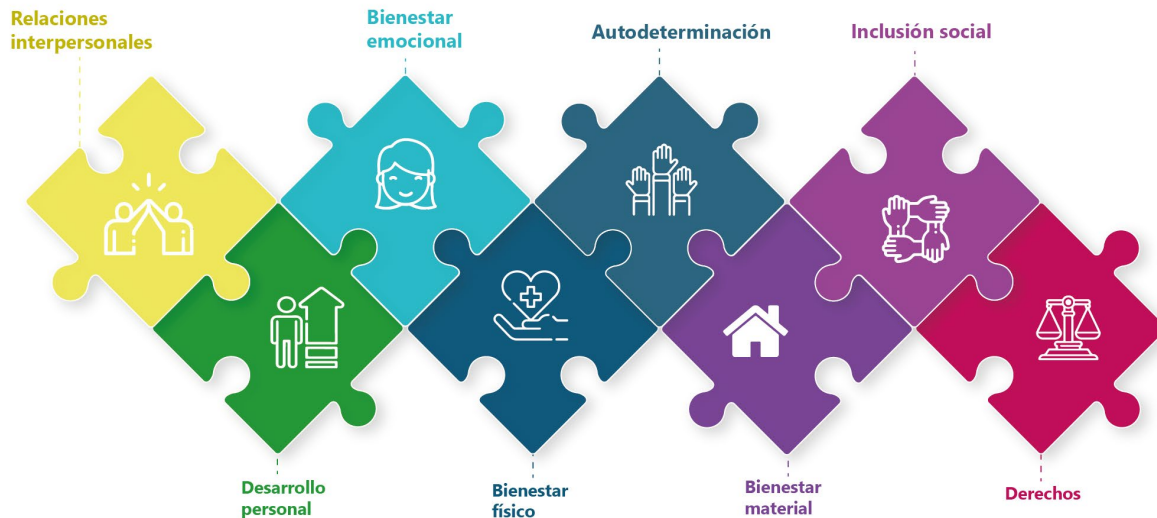 Relaciones
interpersonales
Bienestar
emocional
Autodeterminación
Inclusión social
Desarrollo
personal
Bienestar
físico
Bienestar
material
Derechos